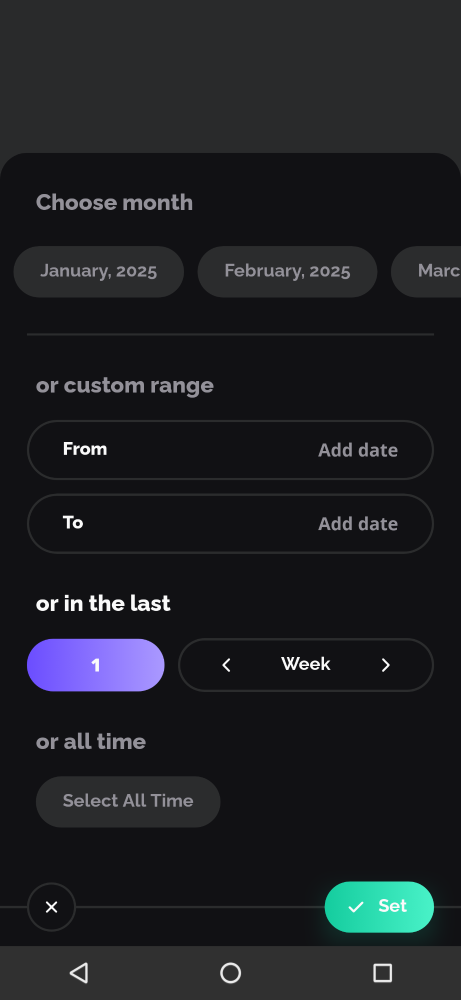 Choose month
January, 2025 February, 2025 Marc
or custom range
From Add date
To Add date
or in the last
1 Week
or all time
Select All Time
Set